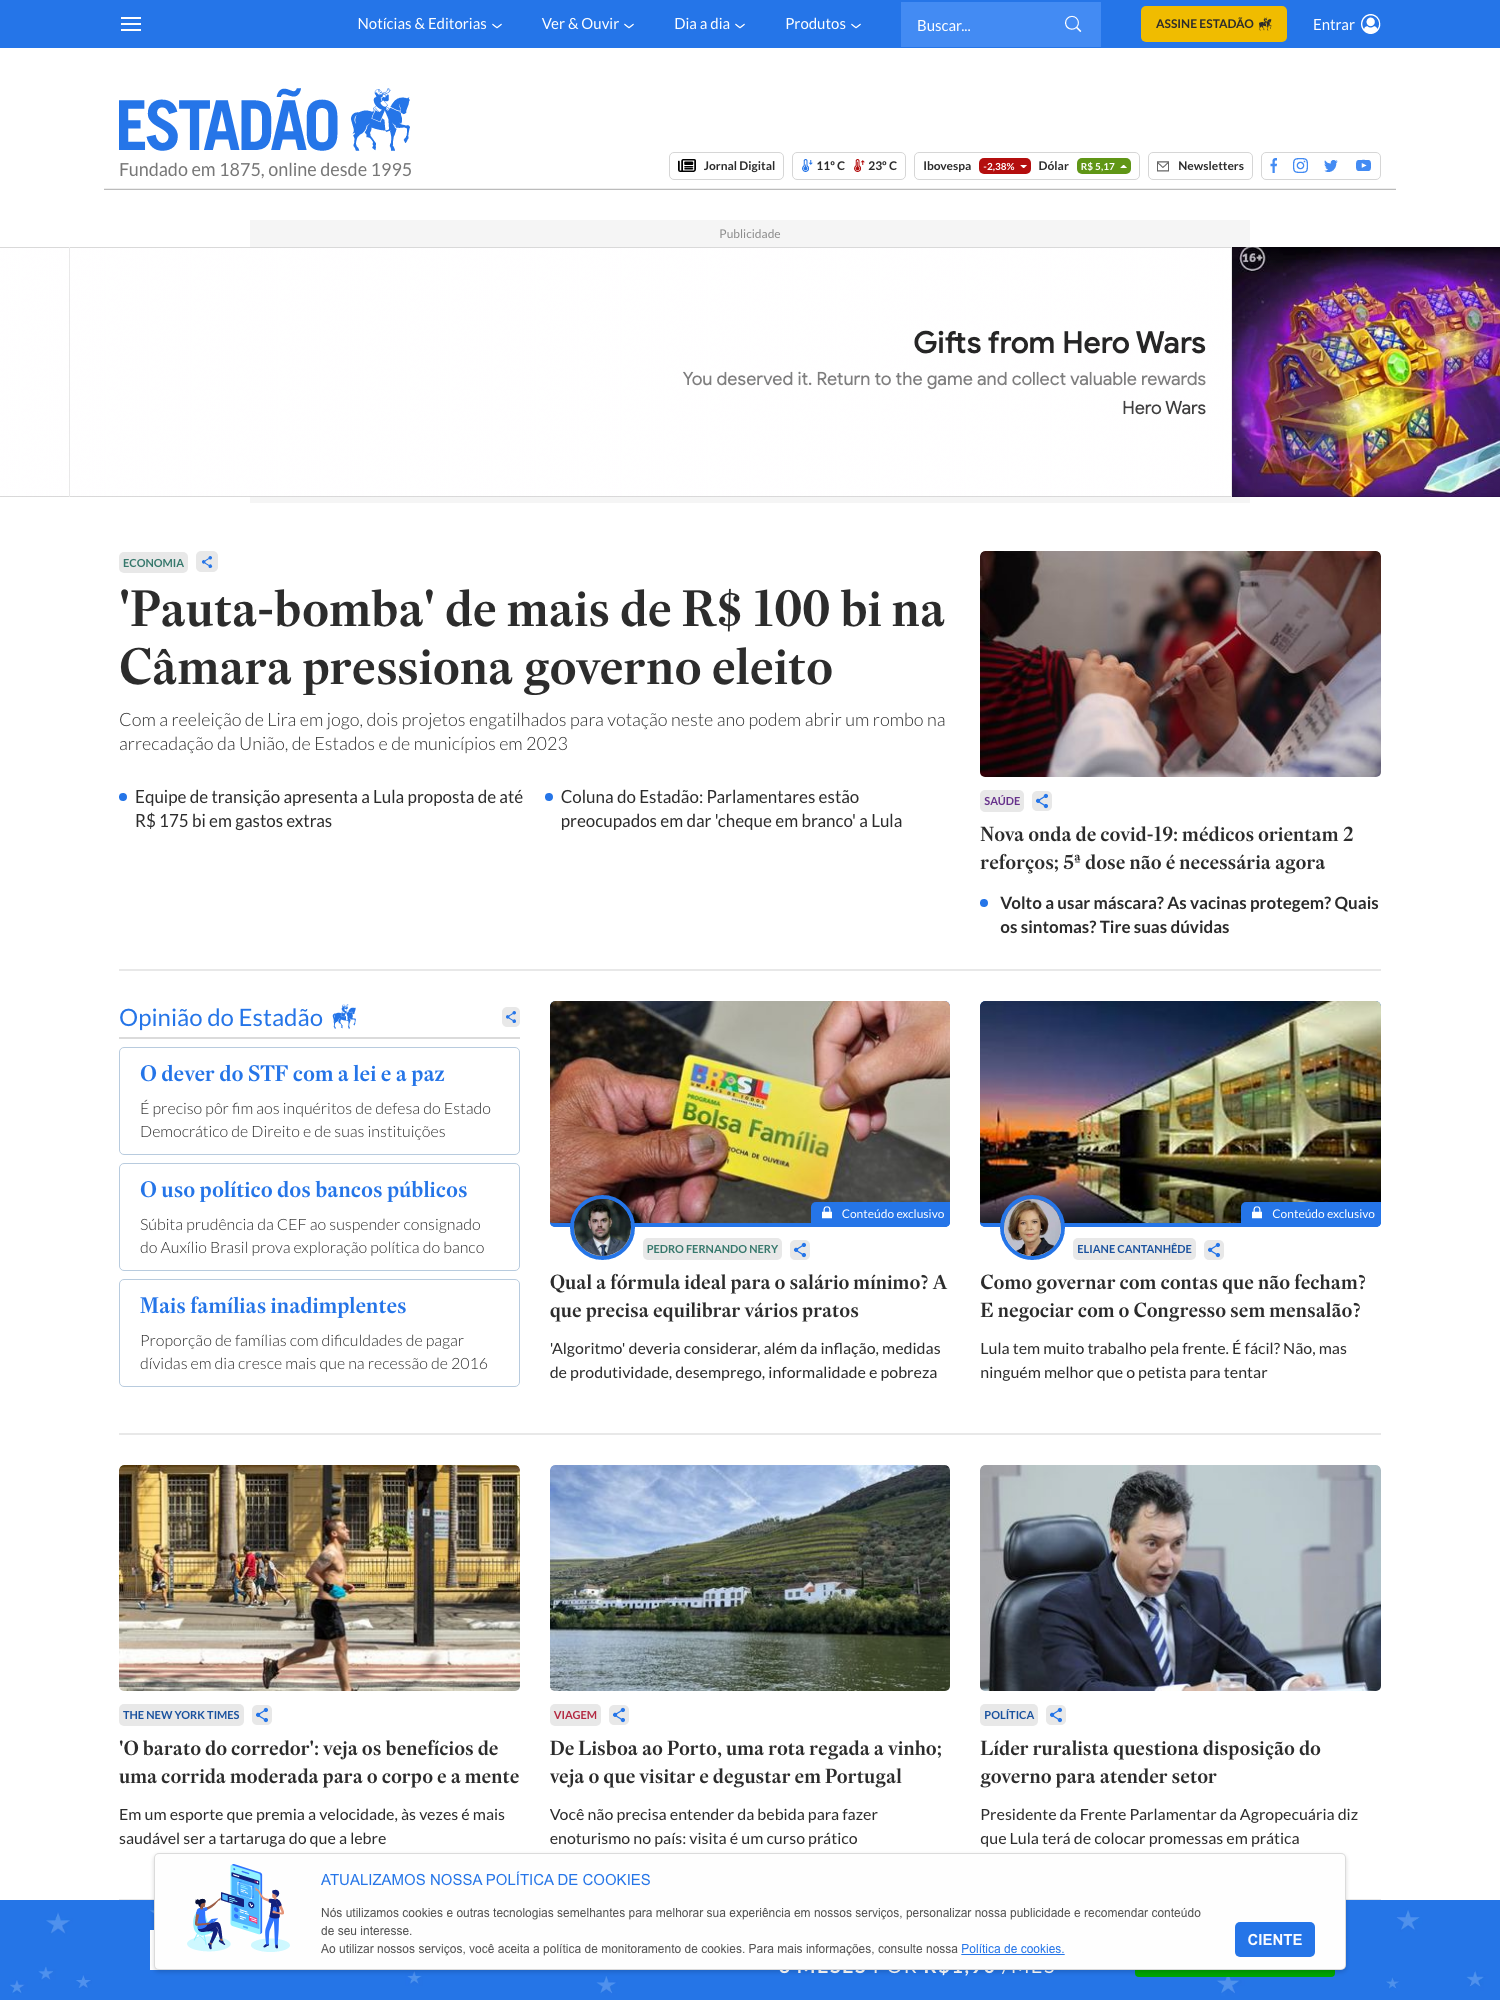 Notícias & Editorias
Ver & Ouvir
Dia a dia
Produtos
Buscar...
ASSINE ESTADÃO
Entrar
ESTADÃO
Fundado em 1875, online desde 1995
Jornal Digital
11º C 23º C
Ibovespa -2,38% Dólar R$ 5,17
Newsletters
Publicidade
16+
Gifts from Hero Wars
You deserved it. Return to the game and collect valuable rewards
Hero Wars
ECONOMIA
'Pauta-bomba' de mais de R$ 100 bi na
Câmara pressiona governo eleito
Com a reeleição de Lira em jogo, dois projetos engatilhados para votação neste ano podem abrir um rombo na
arrecadação da União, de Estados e de municípios em 2023
Equipe de transição apresenta a Lula proposta de até
R$ 175 bi em gastos extras
Coluna do Estadão: Parlamentares estão
preocupados em dar 'cheque em branco' a Lula
SAÚDE
Nova onda de covid-19: médicos orientam 2
reforços; 5ª dose não é necessária agora
Volto a usar máscara? As vacinas protegem? Quais
os sintomas? Tire suas dúvidas
Opinião do Estadão
O dever do STF com a lei e a paz
É preciso pôr fim aos inquéritos de defesa do Estado
Democrático de Direito e de suas instituições
O uso político dos bancos públicos
Súbita prudência da CEF ao suspender consignado
do Auxílio Brasil prova exploração política do banco
Mais famílias inadimplentes
Proporção de famílias com dificuldades de pagar
dívidas em dia cresce mais que na recessão de 2016
BRASIL
PROGRAMA
Bolsa Família
ROCHA DE OLIVEIRA
Conteúdo exclusivo
PEDRO FERNANDO NERY
Qual a fórmula ideal para o salário mínimo? A
que precisa equilibrar vários pratos
'Algoritmo' deveria considerar, além da inflação, medidas
de produtividade, desemprego, informalidade e pobreza
Conteúdo exclusivo
ELIANE CANTANHÊDE
Como governar com contas que não fecham?
E negociar com o Congresso sem mensalão?
Lula tem muito trabalho pela frente. É fácil? Não, mas
ninguém melhor que o petista para tentar
THE NEW YORK TIMES
'O barato do corredor': veja os benefícios de
uma corrida moderada para o corpo e a mente
Em um esporte que premia a velocidade, às vezes é mais
saudável ser a tartaruga do que a lebre
VIAGEM
De Lisboa ao Porto, uma rota regada a vinho;
veja o que visitar e degustar em Portugal
Você não precisa entender da bebida para fazer
enoturismo no país: visita é um curso prático
POLÍTICA
Líder ruralista questiona disposição do
governo para atender setor
Presidente da Frente Parlamentar da Agropecuária diz
que Lula terá de colocar promessas em prática
ATUALIZAMOS NOSSA POLÍTICA DE COOKIES
Nós utilizamos cookies e outras tecnologias semelhantes para melhorar sua experiência em nossos serviços, personalizar nossa publicidade e recomendar conteúdo
de seu interesse.
Ao utilizar nossos serviços, você aceita a política de monitoramento de cookies. Para mais informações, consulte nossa Política de cookies.
CIENTE